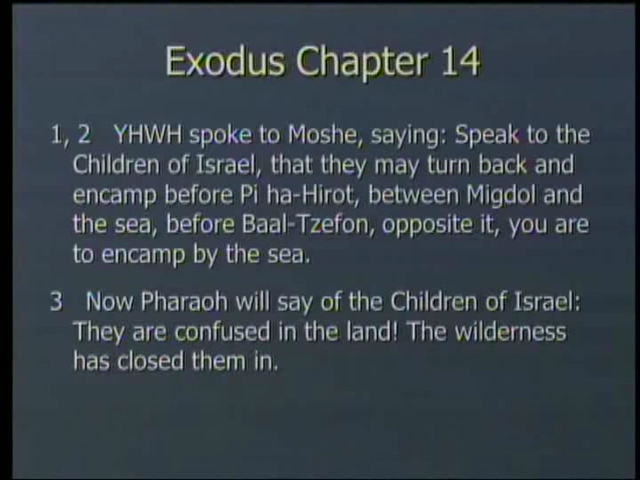 Exodus Chapter 14
1, 2 YHWH spoke to Moshe, saying: Speak to the
Children of Israel, that they may turn back and
encamp before Pi ha-Hirot, between Migdol and
the sea, before Baal-Tzefon, opposite it, you are
to encamp by the sea.
3 Now Pharaoh will say of the Children of Israel:
They are confused in the land! The wilderness
has closed them in.